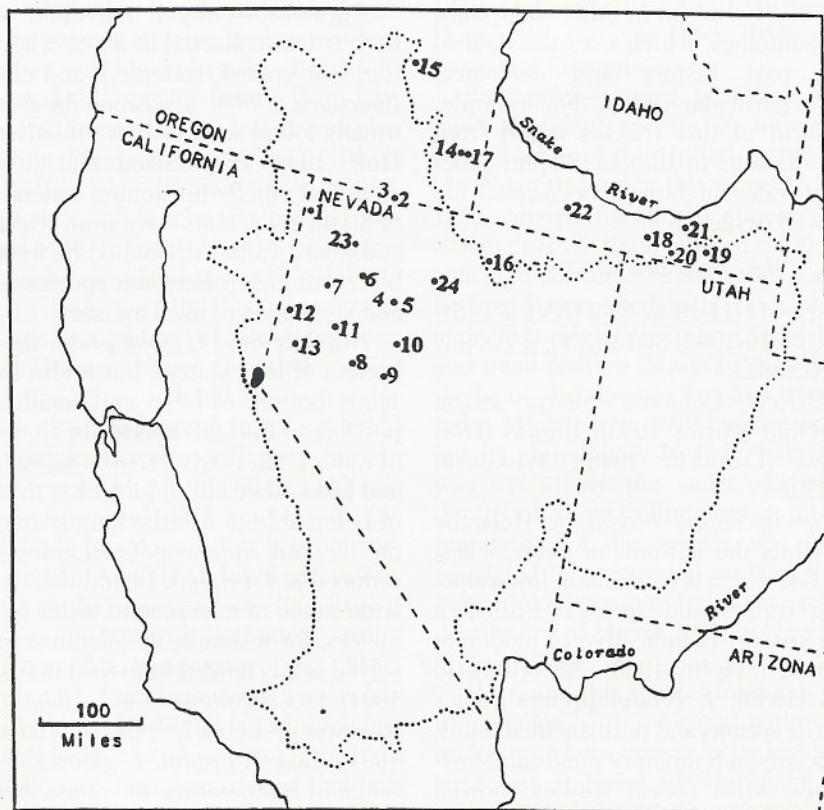 15
IDAHO
OREGON
CALIFORNIA
Snake
River
14
17
3
2
NEVADA
1
22
21
18
20
19
23
16
UTAH
7
6
24
4
5
12
11
13
10
8
9
100
Miles
Colorado
River
ARIZONA